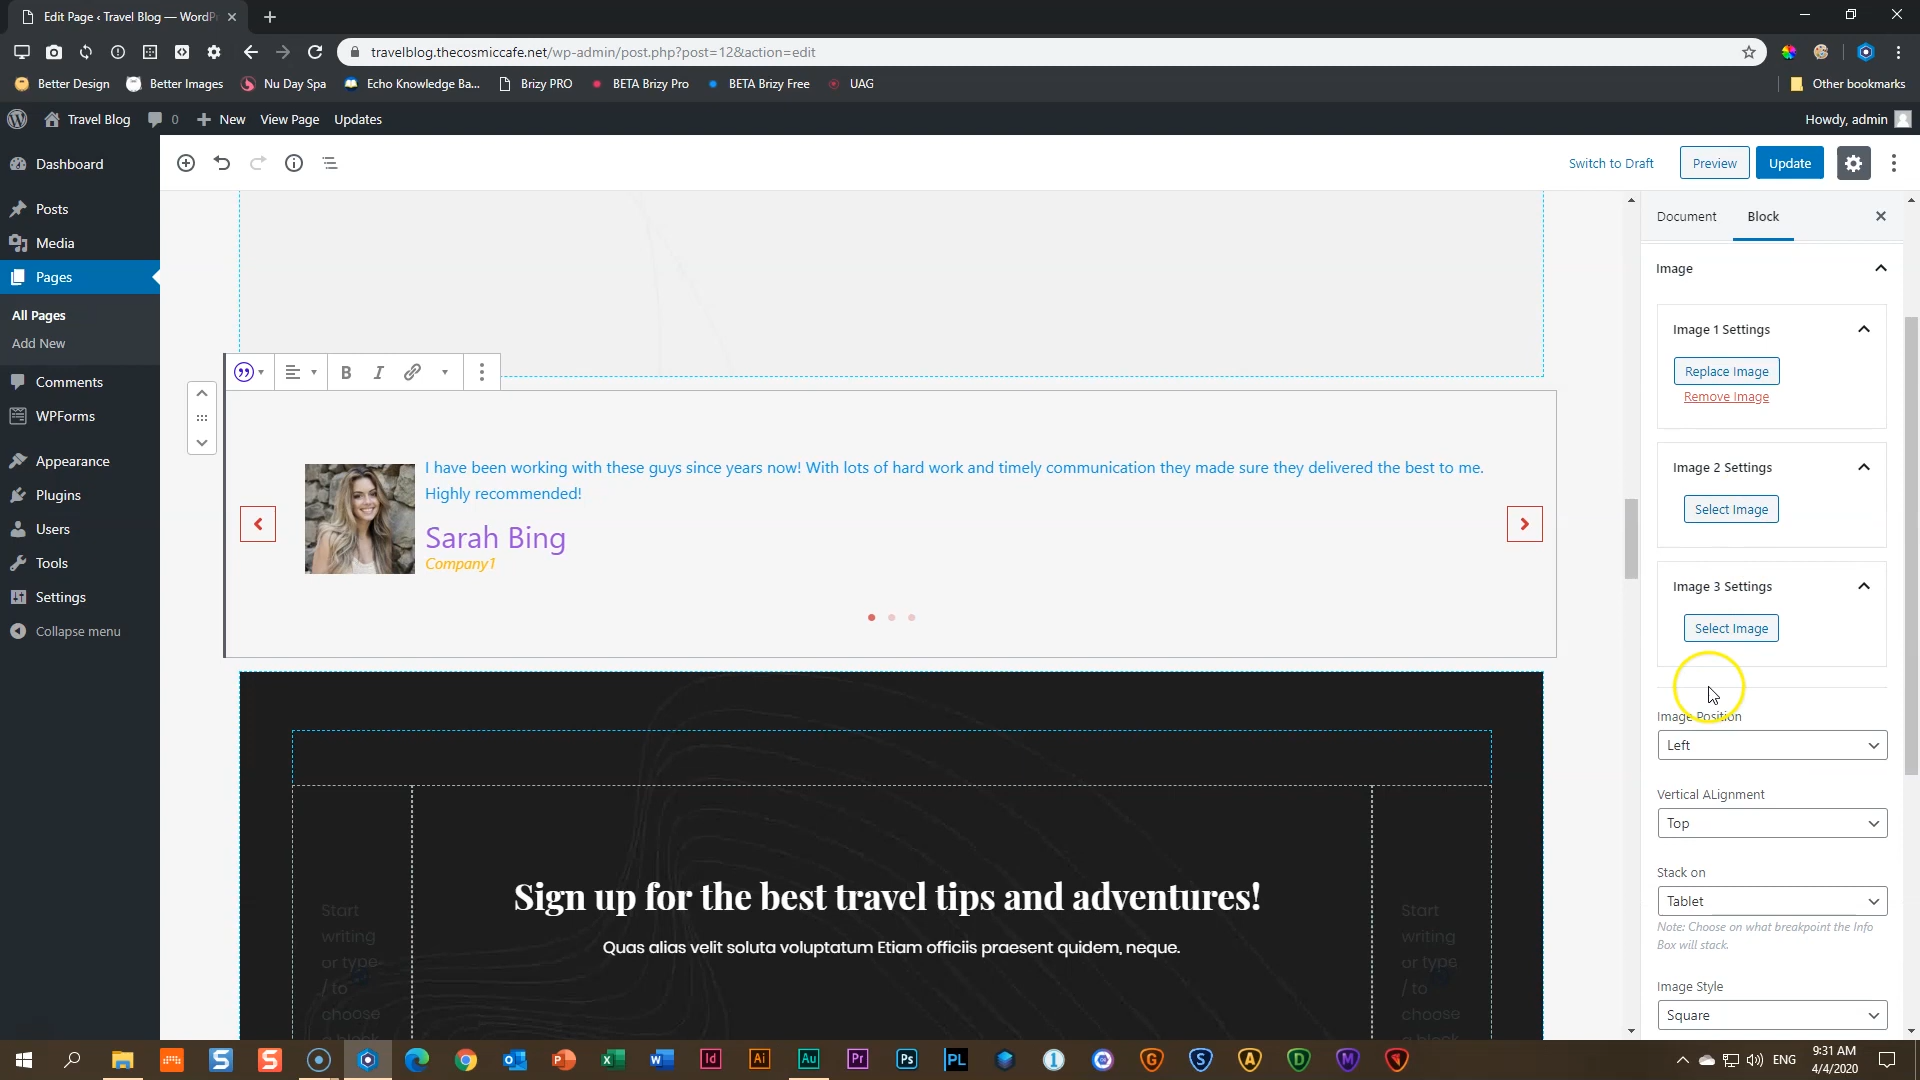 Edit Page ‹ Travel Blog — WordP
travelblog.thecosmiccafe.net/wp-admin/post.php?post=12&action=edit
Better Design
Better Images
Nu Day Spa
Echo Knowledge Ba...
Brizy PRO
BETA Brizy Pro
BETA Brizy Free
UAG
Other bookmarks
Travel Blog
0
New
View Page
Updates
Howdy, admin
Dashboard
Posts
Media
Pages
All Pages
Add New
Comments
WPForms
Appearance
Plugins
Users
Tools
Settings
Collapse menu
Switch to Draft
Preview
Update
B
I
I have been working with these guys since years now! With lots of hard work and timely communication they made sure they delivered the best to me.
Highly recommended!
Sarah Bing
Company1
Start
writing
or type
/ to
choose
a block
Sign up for the best travel tips and adventures!
Quas alias velit soluta voluptatum Etiam officiis praesent quidem, neque.
Start
writing
or type
/ to
choose
a block
Document
Block
Image
Image 1 Settings
Replace Image
Remove Image
Image 2 Settings
Select Image
Image 3 Settings
Select Image
Image Position
Left
Vertical ALignment
Top
Stack on
Tablet
Note: Choose on what breakpoint the Info
Box will stack.
Image Style
Square
ENG
9:31 AM
4/4/2020